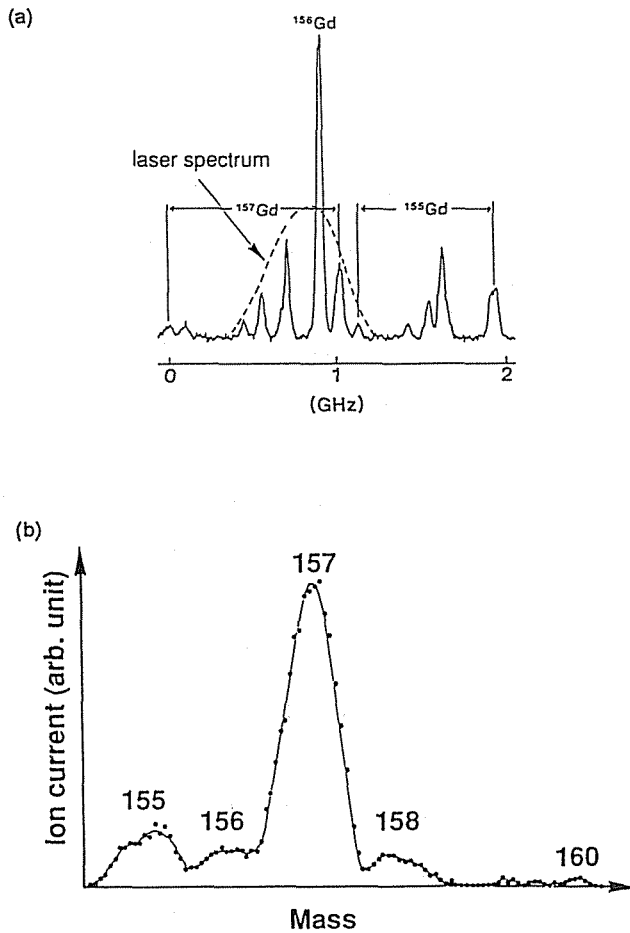 (a)
¹⁵⁶Gd
laser spectrum
¹⁵⁷Gd
¹⁵⁵Gd
0 1 2
(GHz)
(b)
157
155
156
158
160
Ion current (arb. unit)
Mass